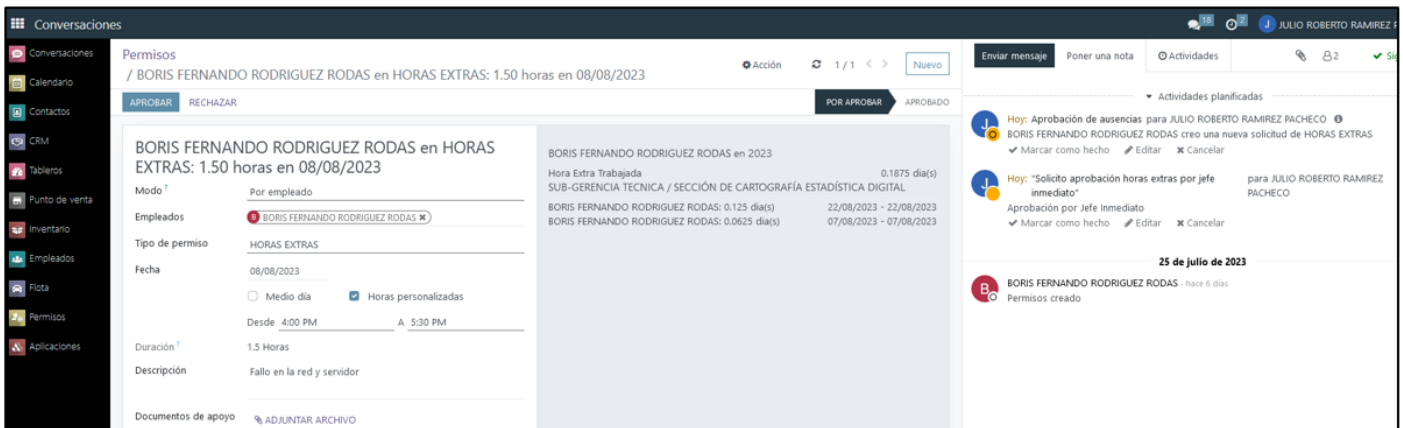 Conversaciones
18
2
J JULIO ROBERTO RAMIREZ
Conversaciones
Calendario
Contactos
CRM
Tableros
Punto de venta
Inventario
Empleados
Flota
Permisos
Aplicaciones
Permisos
/ BORIS FERNANDO RODRIGUEZ RODAS en HORAS EXTRAS: 1.50 horas en 08/08/2023
Acción
1 / 1
Nuevo
APROBAR RECHAZAR
POR APROBAR APROBADO
BORIS FERNANDO RODRIGUEZ RODAS en HORAS
EXTRAS: 1.50 horas en 08/08/2023
Modo ? Por empleado
Empleados B BORIS FERNANDO RODRIGUEZ RODAS
Tipo de permiso HORAS EXTRAS
Fecha 08/08/2023
Medio día Horas personalizadas
Desde 4:00 PM A 5:30 PM
Duración ? 1.5 Horas
Descripción Fallo en la red y servidor
Documentos de apoyo ADJUNTAR ARCHIVO
BORIS FERNANDO RODRIGUEZ RODAS en 2023
Hora Extra Trabajada 0.1875 dia(s)
SUB-GERENCIA TECNICA / SECCIÓN DE CARTOGRAFÍA ESTADÍSTICA DIGITAL
BORIS FERNANDO RODRIGUEZ RODAS: 0.125 dia(s) 22/08/2023 - 22/08/2023
BORIS FERNANDO RODRIGUEZ RODAS: 0.0625 dia(s) 07/08/2023 - 07/08/2023
Enviar mensaje Poner una nota Actividades 2
Actividades planificadas
J
Hoy: Aprobación de ausencias para JULIO ROBERTO RAMIREZ PACHECO
BORIS FERNANDO RODRIGUEZ RODAS creo una nueva solicitud de HORAS EXTRAS
Marcar como hecho Editar Cancelar
J
Hoy: "Solicito aprobación horas extras por jefe para JULIO ROBERTO RAMIREZ
inmediato" PACHECO
Aprobación por Jefe Inmediato
Marcar como hecho Editar Cancelar
25 de julio de 2023
B
BORIS FERNANDO RODRIGUEZ RODAS - hace 6 días
Permisos creado